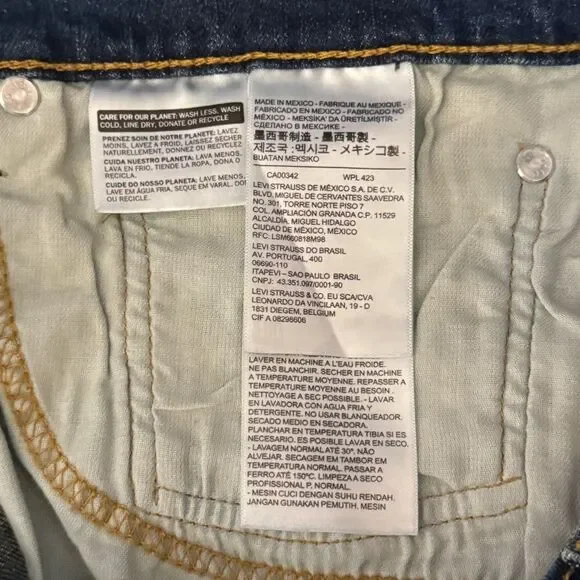 CARE FOR OUR PLANET: WASH LESS, WASH
COLD, LINE DRY, DONATE OR RECYCLE
PRENEZ SOIN DE NOTRE PLANETE: LAVEZ
MOINS, LAVEZ A FROID, LAISSEZ SECHER
NATURELLEMENT, DONNEZ OU RECYCLEZ
CUIDA NUESTRO PLANETA: LAVA MENOS.
LAVA EN FRIO, TIENDE LA ROPA, DONA O
RECICLA.
CUIDE DO NOSSO PLANETA: LAVE MENOS,
LAVE EM ÁGUA FRIA, SEQUE EM VARAL, DOE
OU RECICLE.
MADE IN MEXICO - FABRIQUE AU MEXIQUE -
FABRICADO EN MEXICO - FABRICADO NO
MÉXICO - MEKSİKA'DA ÜRETİLMİŞTİR -
СДЕЛАНО В МЕКСИКЕ -
墨西哥制造 - 墨西哥製 -
제조국 : 멕시코 - メキシコ製 -
BUATAN MEKSIKO
CA00342 WPL 423
LEVI STRAUSS DE MÉXICO S.A. DE C.V.
BLVD. MIGUEL DE CERVANTES SAAVEDRA
NO. 301, TORRE NORTE PISO 7
COL. AMPLIACIÓN GRANADA C.P. 11529
ALCALDÍA: MIGUEL HIDALGO
CIUDAD DE MÉXICO, MÉXICO
RFC: LSM660818M98
LEVI STRAUSS DO BRASIL
AV. PORTUGAL, 400
06690-110
ITAPEVI – SAO PAULO BRASIL
CNPJ: 43.351.097/0001-90
LEVI STRAUSS & CO. EU SCA/CVA
LEONARDO DA VINCILAAN, 19 - D
1831 DIEGEM, BELGIUM
CIF A 08298606
LAVER EN MACHINE A L'EAU FROIDE.
NE PAS BLANCHIR. SECHER EN MACHINE
A TEMPERATURE MOYENNE. REPASSER A
TEMPERATURE MOYENNE AU BESOIN.
NETTOYAGE A SEC POSSIBLE. - LAVAR
EN LAVADORA CON AGUA FRIA Y
DETERGENTE. NO USAR BLANQUEADOR.
SECADO MEDIO EN SECADORA.
PLANCHAR EN TEMPERATURA TIBIA SI ES
NECESARIO. ES POSIBLE LAVAR EN SECO.
- LAVAGEM NORMAL ATÉ 30°. NÃO
ALVEJAR. SECAGEM EM TAMBOR EM
TEMPERATURA NORMAL. PASSAR A
FERRO ATÉ 150°C. LIMPEZA A SECO
PROFISSIONAL P, NORMAL.
- MESIN CUCI DENGAN SUHU RENDAH.
JANGAN GUNAKAN PEMUTIH. MESIN